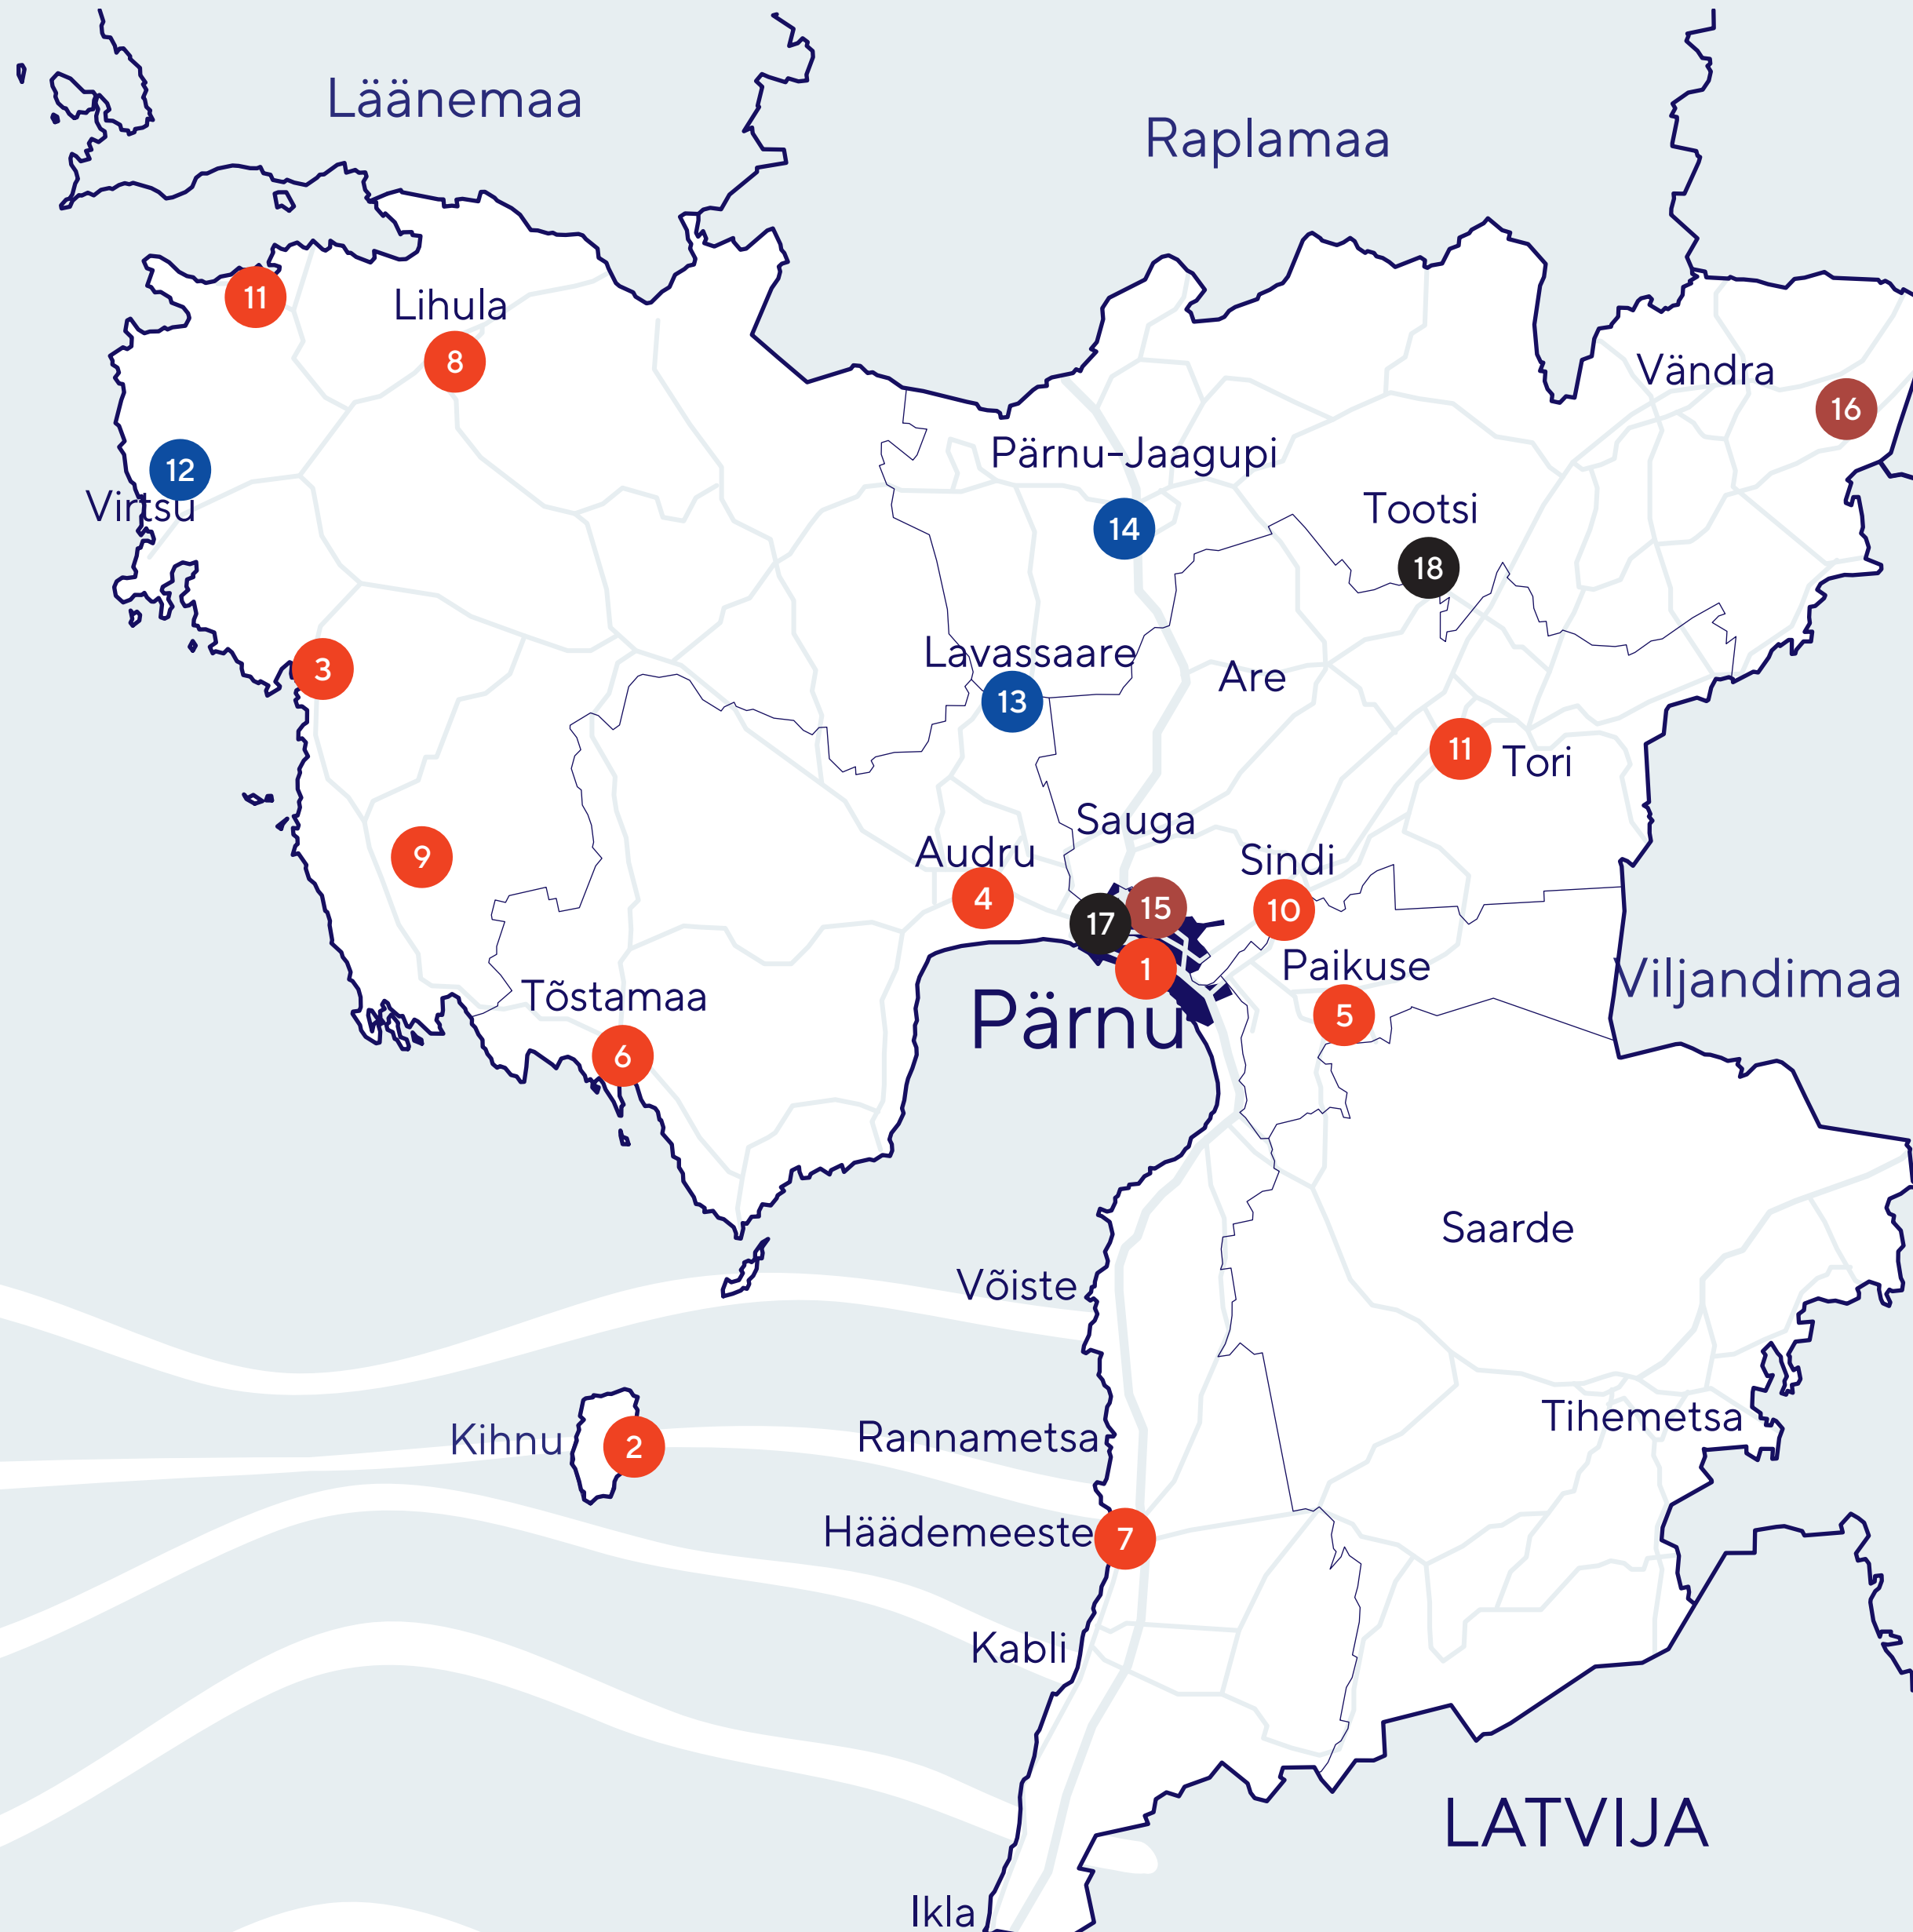 Läänemaa
Raplamaa
11
Lihula
8
Vändra
16
Pärnu-Jaagupi
12
Virtsu
14
Tootsi
18
3
Lavassaare
Are
13
11
Tori
Sauga
9
Audru
Sindi
4
17
15
10
1
Paikuse
Viljandimaa
Tõstamaa
Pärnu
5
6
Saarde
Võiste
Tihemetsa
Kihnu
2
Rannametsa
Häädemeeste
7
Kabli
LATVIJA
Ikla